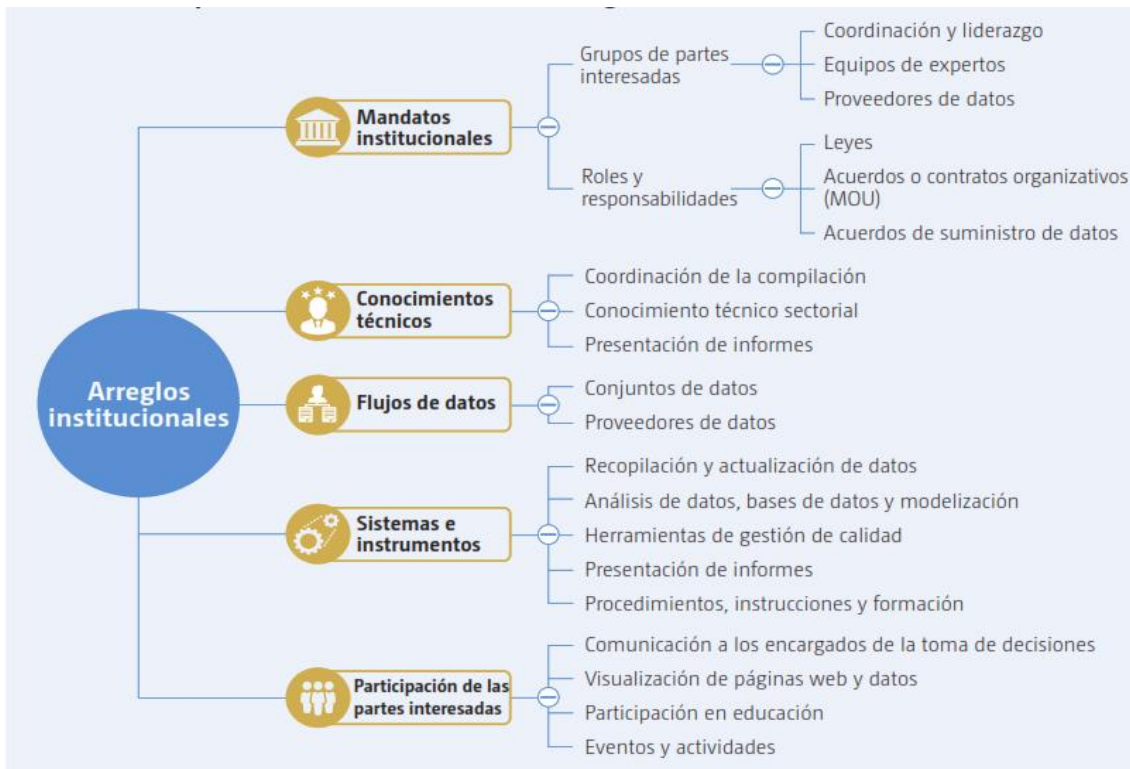 Arreglos
institucionales
Mandatos
institucionales
Grupos de partes
interesadas
Coordinación y liderazgo
Equipos de expertos
Proveedores de datos
Roles y
responsabilidades
Leyes
Acuerdos o contratos organizativos
(MOU)
Acuerdos de suministro de datos
Conocimientos
técnicos
Coordinación de la compilación
Conocimiento técnico sectorial
Presentación de informes
Flujos de datos
Conjuntos de datos
Proveedores de datos
Sistemas e
instrumentos
Recopilación y actualización de datos
Análisis de datos, bases de datos y modelización
Herramientas de gestión de calidad
Presentación de informes
Procedimientos, instrucciones y formación
Participación de las
partes interesadas
Comunicación a los encargados de la toma de decisiones
Visualización de páginas web y datos
Participación en educación
Eventos y actividades